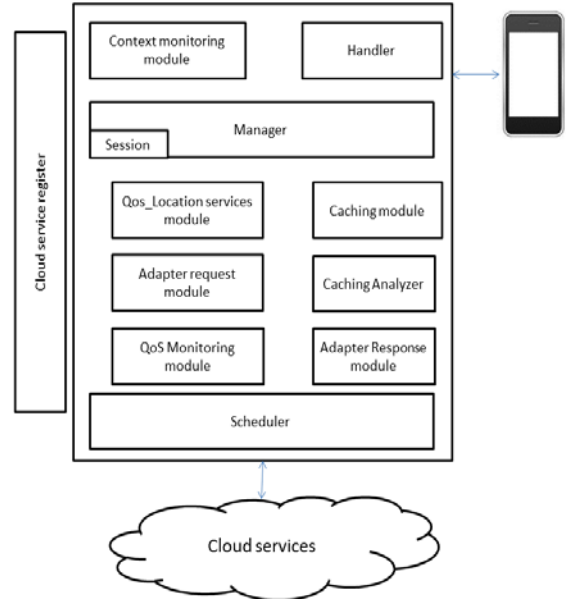 Context monitoring
module
Handler
Manager
Session
Cloud service register
Qos_Location services
module
Caching module
Adapter request
module
Caching Analyzer
QoS Monitoring
module
Adapter Response
module
Scheduler
Cloud services